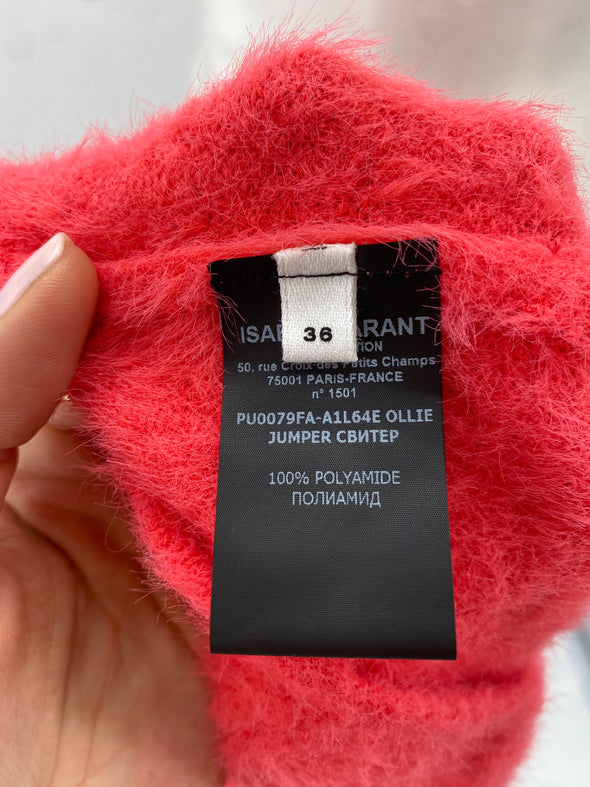 36
ARANT
50, rue Croix des Petits Champs
75001 PARIS-FRANCE
n° 1501
PU0079FA-A1L64E OLLIE
JUMPER СВИТЕР
100% POLYAMIDE
ПОЛИАМИД